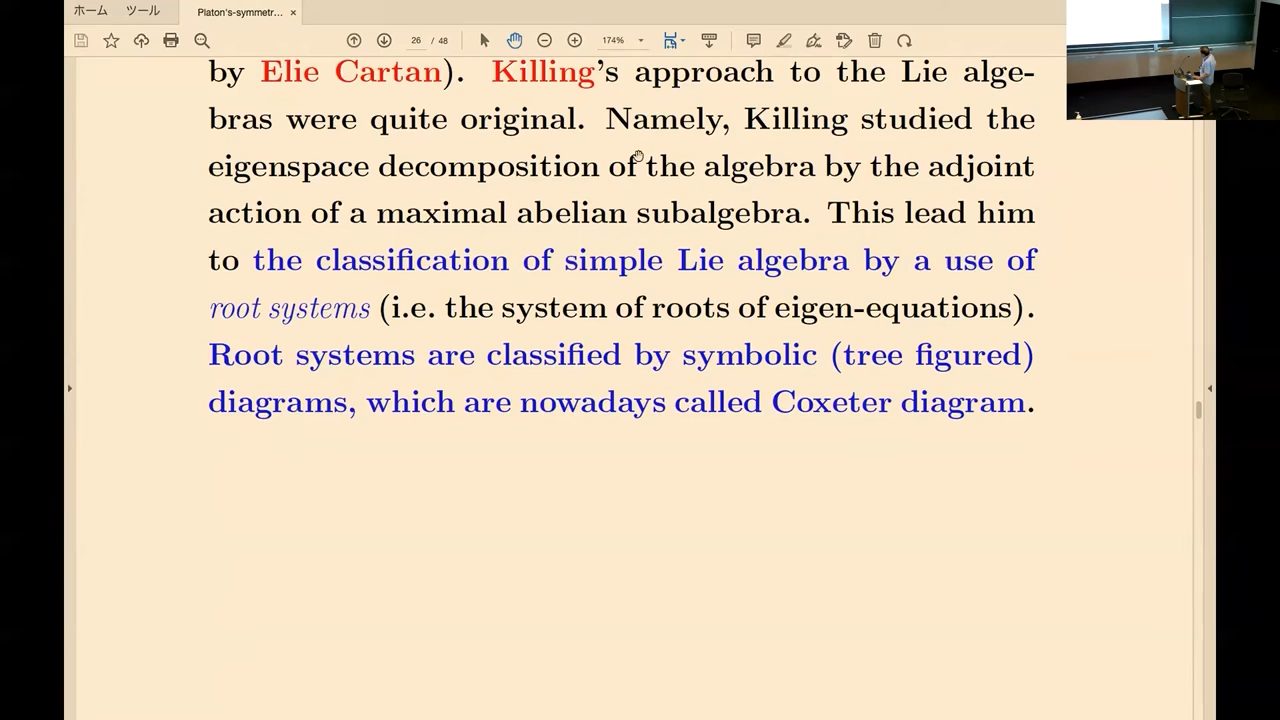 ホーム ツール Platon's-symmetr... ×
26 / 48 174%
by Elie Cartan). Killing's approach to the Lie alge-
bras were quite original. Namely, Killing studied the
eigenspace decomposition of the algebra by the adjoint
action of a maximal abelian subalgebra. This lead him
to the classification of simple Lie algebra by a use of
root systems (i.e. the system of roots of eigen-equations).
Root systems are classified by symbolic (tree figured)
diagrams, which are nowadays called Coxeter diagram.